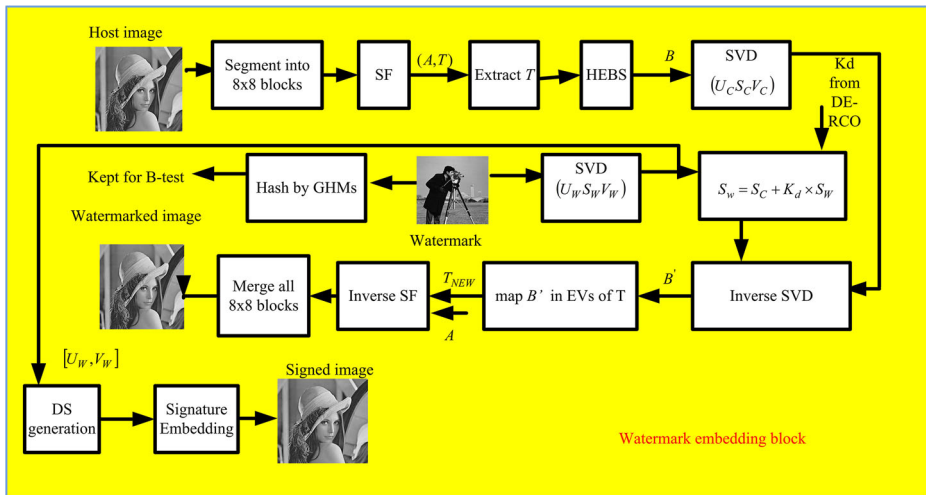 Host image
Segment into
8x8 blocks
SF
(A,T)
Extract T
HEBS
B
SVD
(U_C S_C V_C)
Kd
from
DE-
RCO
Kept for B-test
Hash by GHMs
Watermark
SVD
(U_W S_W V_W)
S_w = S_C + K_d × S_W
Watermarked image
Merge all
8x8 blocks
Inverse SF
T_NEW
A
map B' in EVs of T
B'
Inverse SVD
[U_W, V_W]
DS
generation
Signature
Embedding
Signed image
Watermark embedding block